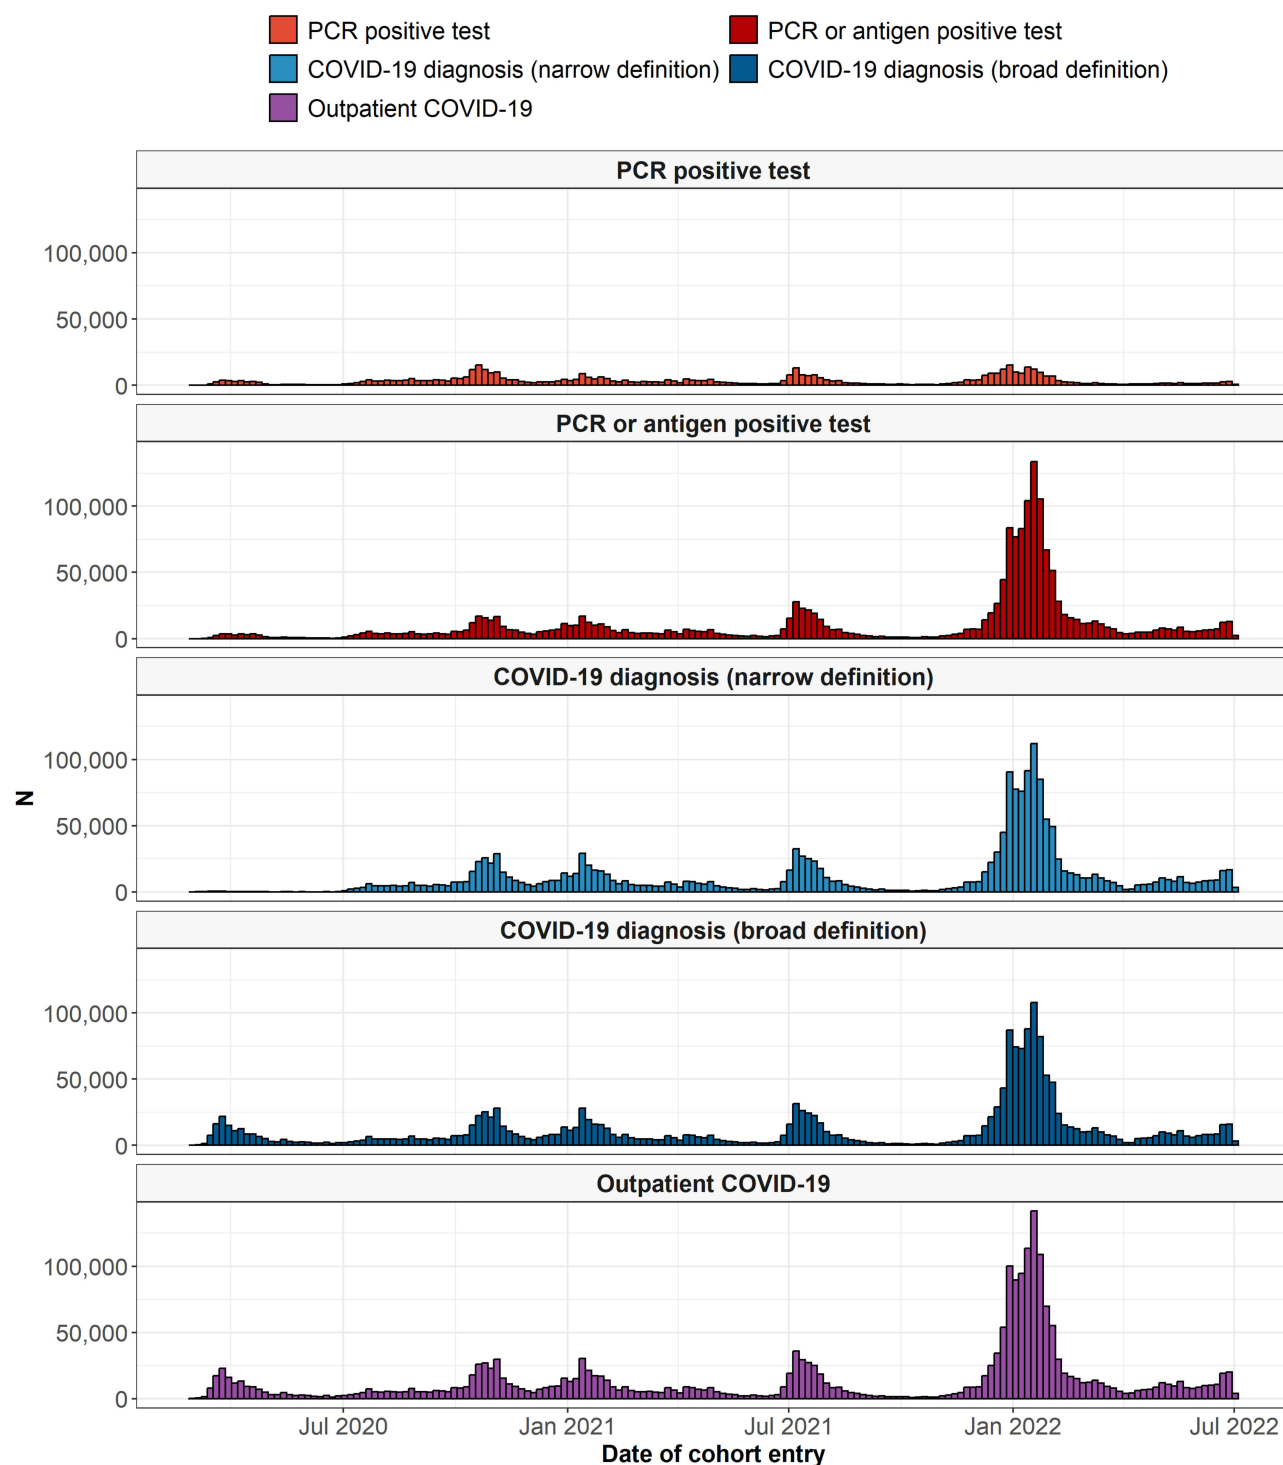 PCR positive test
PCR or antigen positive test
COVID-19 diagnosis (narrow definition)
COVID-19 diagnosis (broad definition)
Outpatient COVID-19
PCR positive test
100,000
50,000
0
PCR or antigen positive test
100,000
50,000
0
COVID-19 diagnosis (narrow definition)
100,000
50,000
0
N
COVID-19 diagnosis (broad definition)
100,000
50,000
0
Outpatient COVID-19
100,000
50,000
0
Jul 2020
Jan 2021
Jul 2021
Jan 2022
Jul 2022
Date of cohort entry